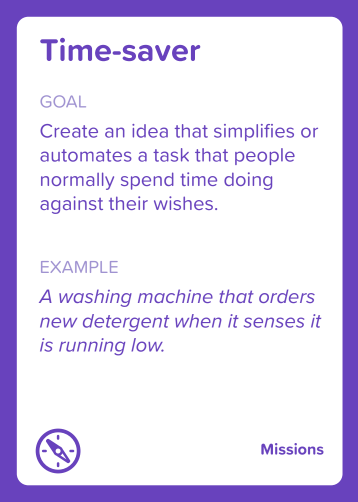 Time-saver
GOAL
Create an idea that simplifies or
automates a task that people
normally spend time doing
against their wishes.
EXAMPLE
A washing machine that orders
new detergent when it senses it
is running low.
Missions